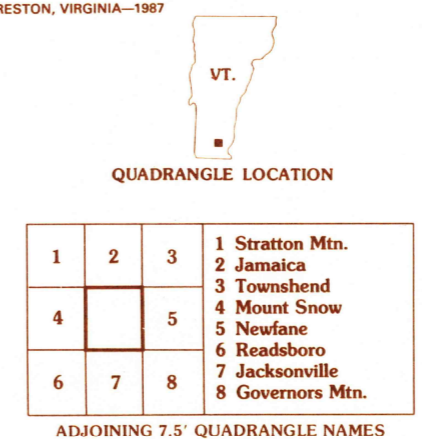 RESTON, VIRGINIA—1987
VT.
QUADRANGLE LOCATION
1 2 3
4 5
6 7 8
1 Stratton Mtn.
2 Jamaica
3 Townshend
4 Mount Snow
5 Newfane
6 Readsboro
7 Jacksonville
8 Governors Mtn.
ADJOINING 7.5′ QUADRANGLE NAMES